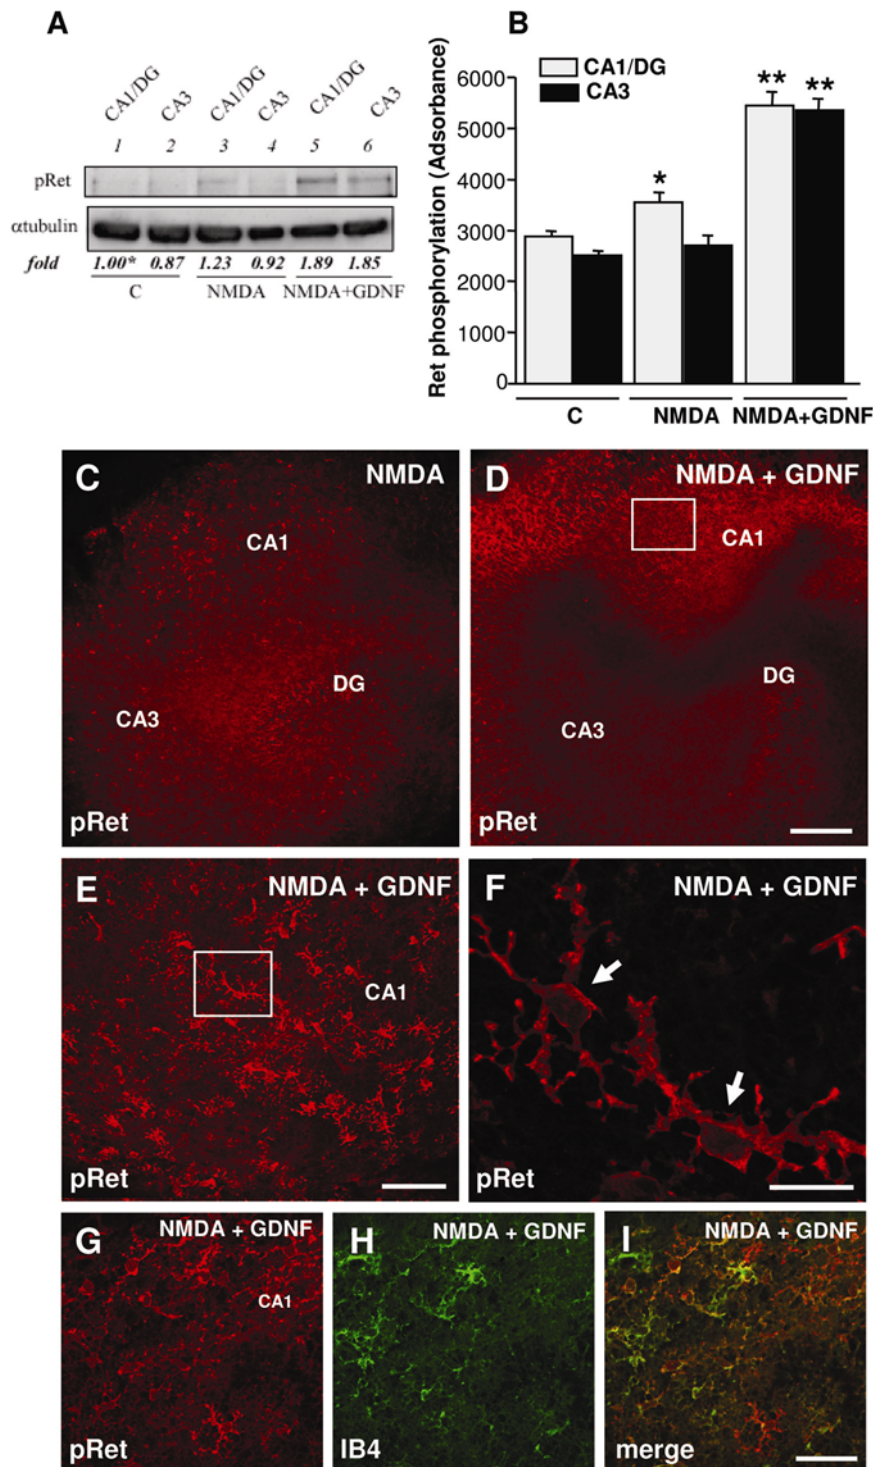 A
CA1/DG CA3 CA1/DG CA3 CA1/DG CA3
1 2 3 4 5 6
pRet
αtubulin
fold 1.00* 0.87 1.23 0.92 1.89 1.85
C NMDA NMDA+GDNF
B
Ret phosphorylation (Adsorbance)
CA1/DG
CA3
6000
5000
4000
3000
2000
1000
0
* ** **
C NMDA NMDA+GDNF
C NMDA
CA1
DG
CA3
pRet
D NMDA + GDNF
CA1
DG
CA3
pRet
E NMDA + GDNF
CA1
pRet
F NMDA + GDNF
pRet
G NMDA + GDNF
CA1
pRet
H NMDA + GDNF
IB4
I NMDA + GDNF
merge